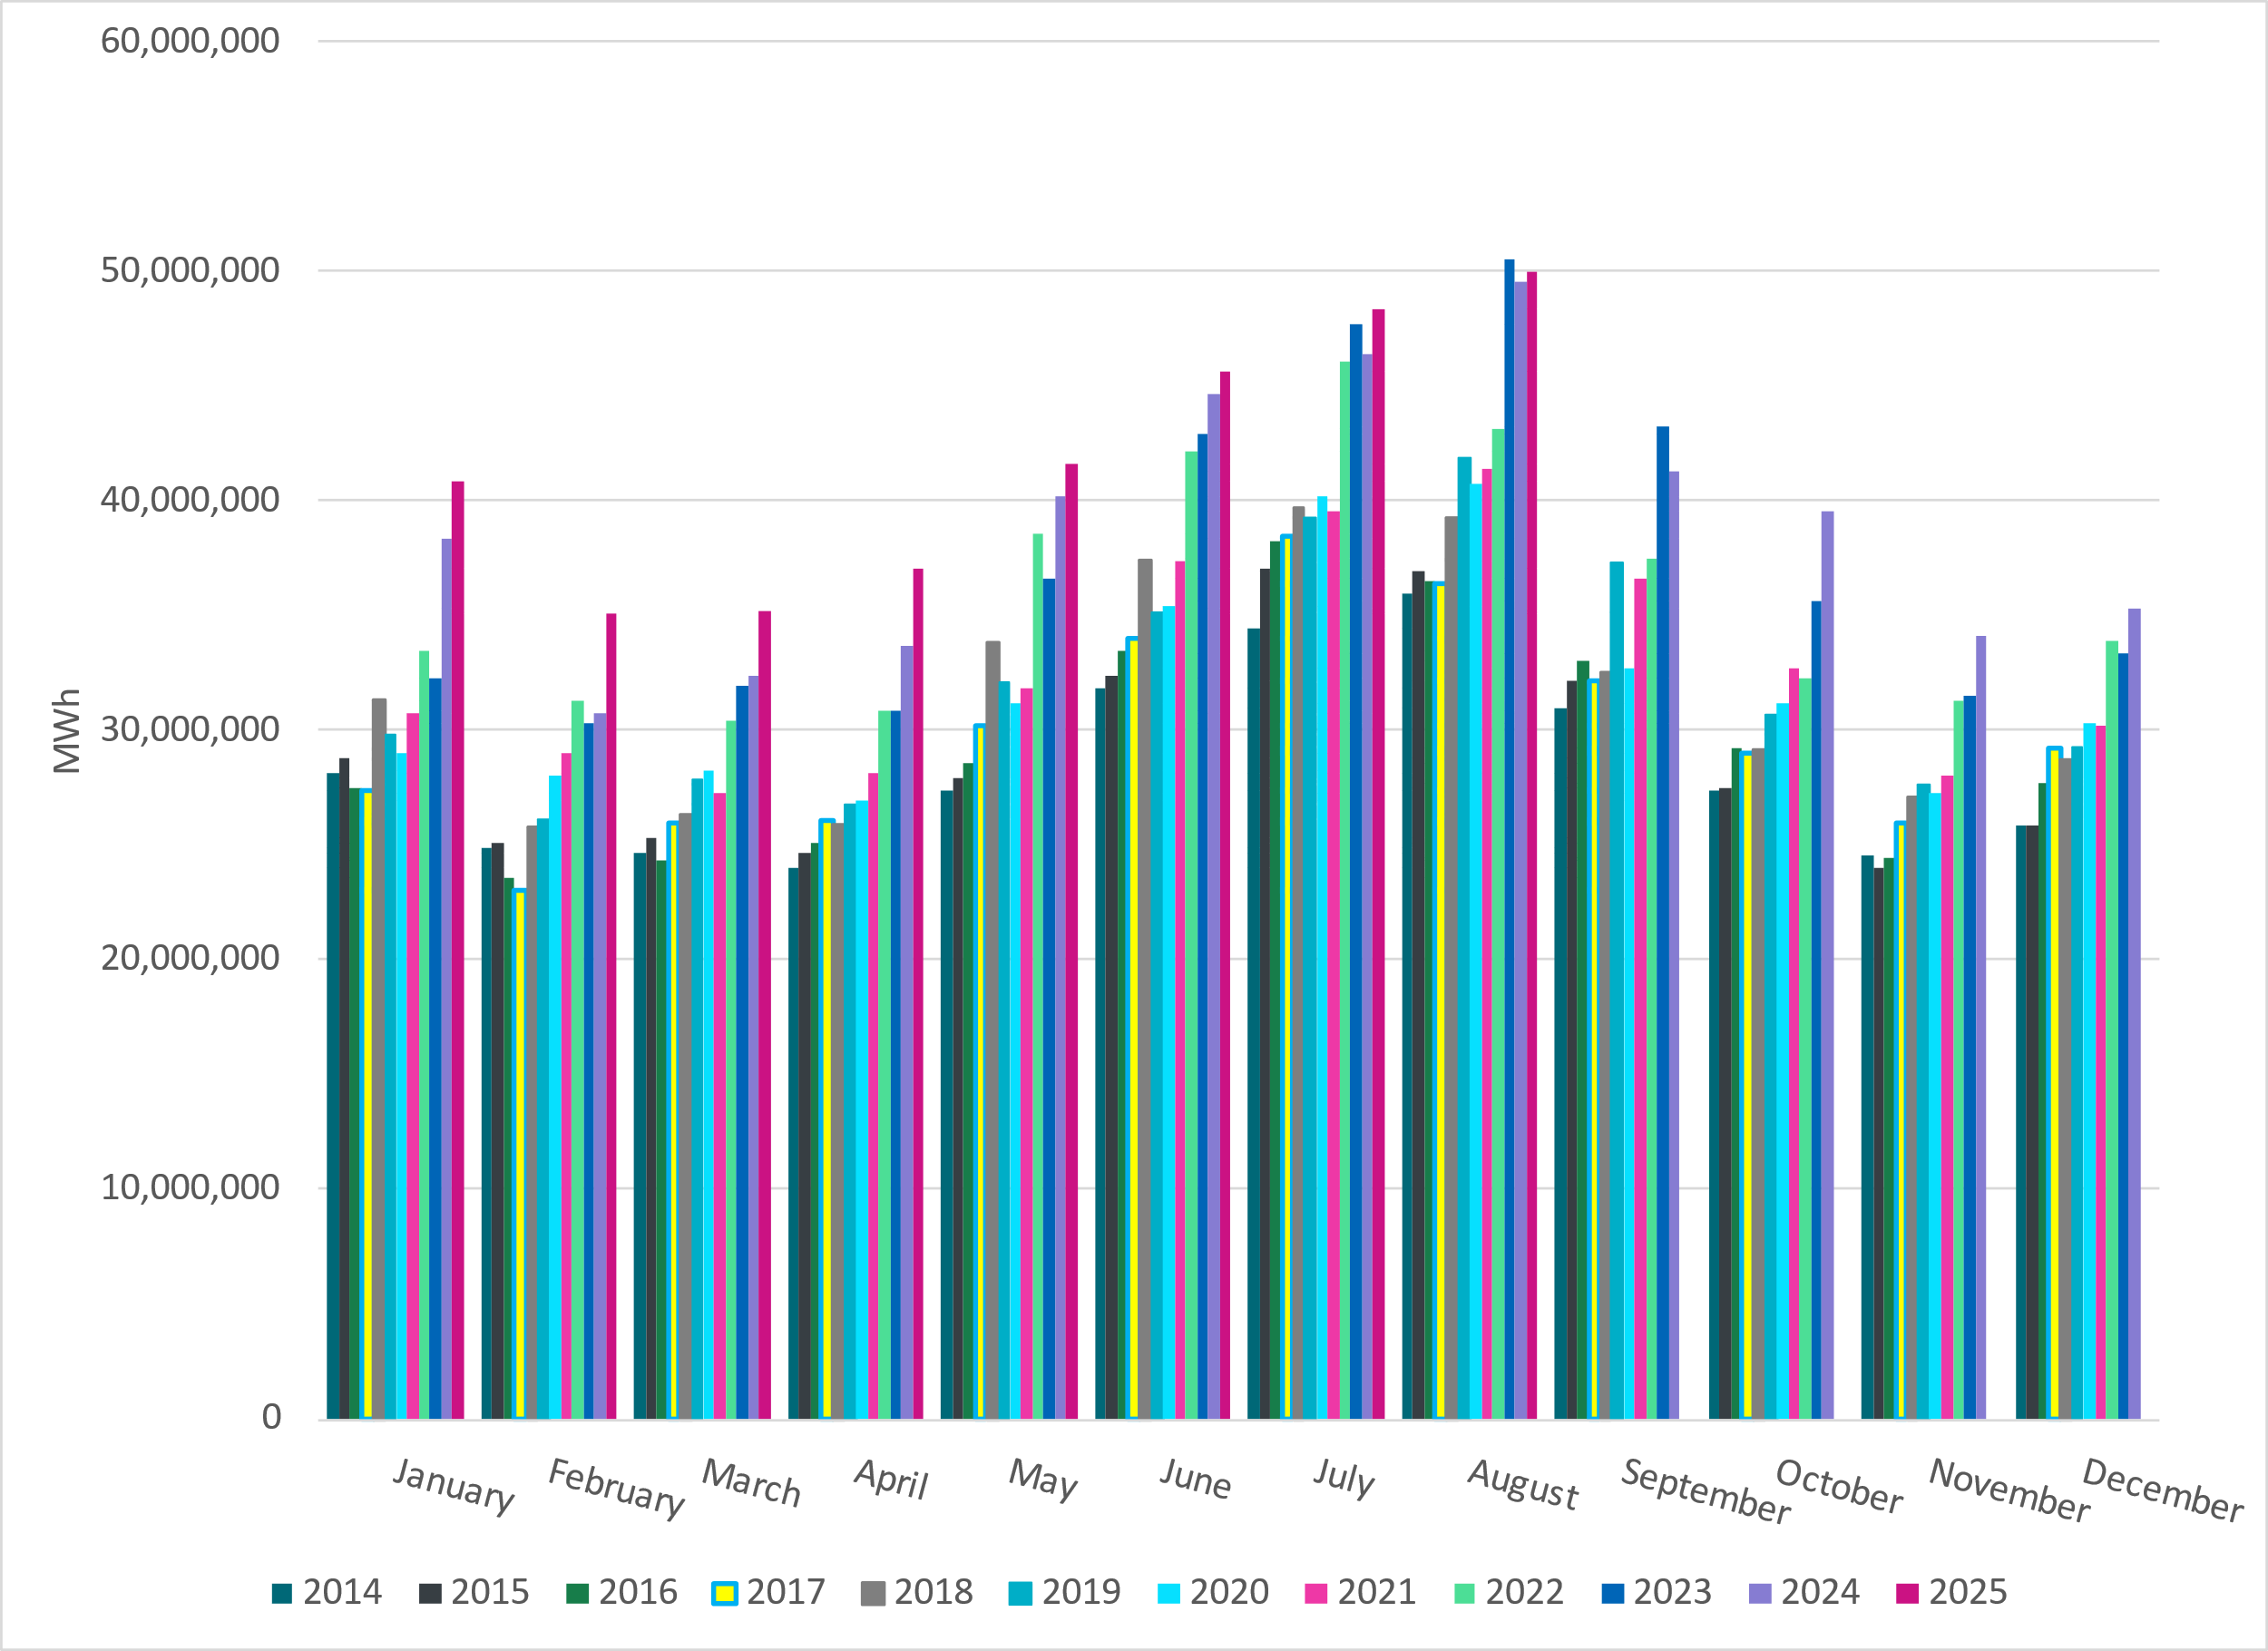 60,000,000
50,000,000
40,000,000
30,000,000
20,000,000
10,000,000
0
MWh
January February March April May June July August September October November December
2014 2015 2016 2017 2018 2019 2020 2021 2022 2023 2024 2025